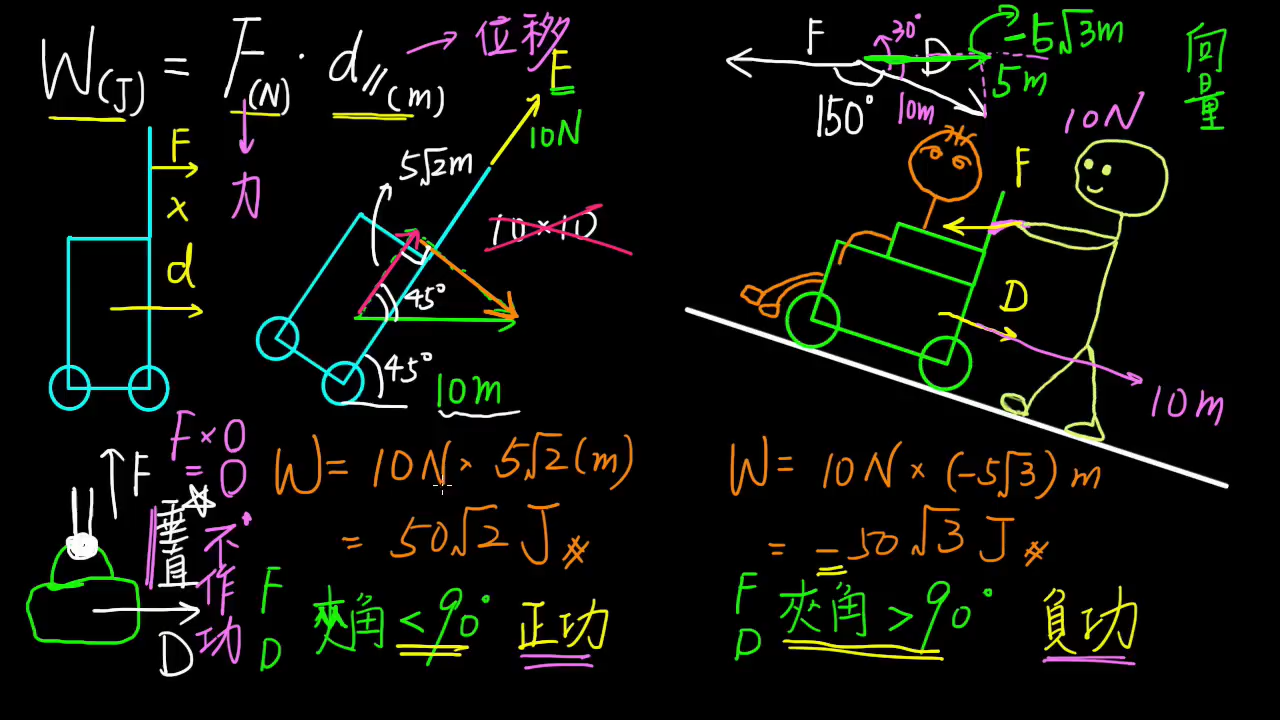 W(J) = F(N) · d//(m) → 位移
力
F
x
d
F
10N
5√2m
45°
45°
10×10
10m
F
D
30°
-5√3m
5m
10m
150°
向量
10N
F
D
10m
F×0
=0
F
垂直
不作功
D
W= 10N × 5√2(m)
= 50√2 J
F
D
夾角 < 90° 正功
W= 10N × (-5√3) m
= -50√3 J
F
D
夾角 > 90° 負功